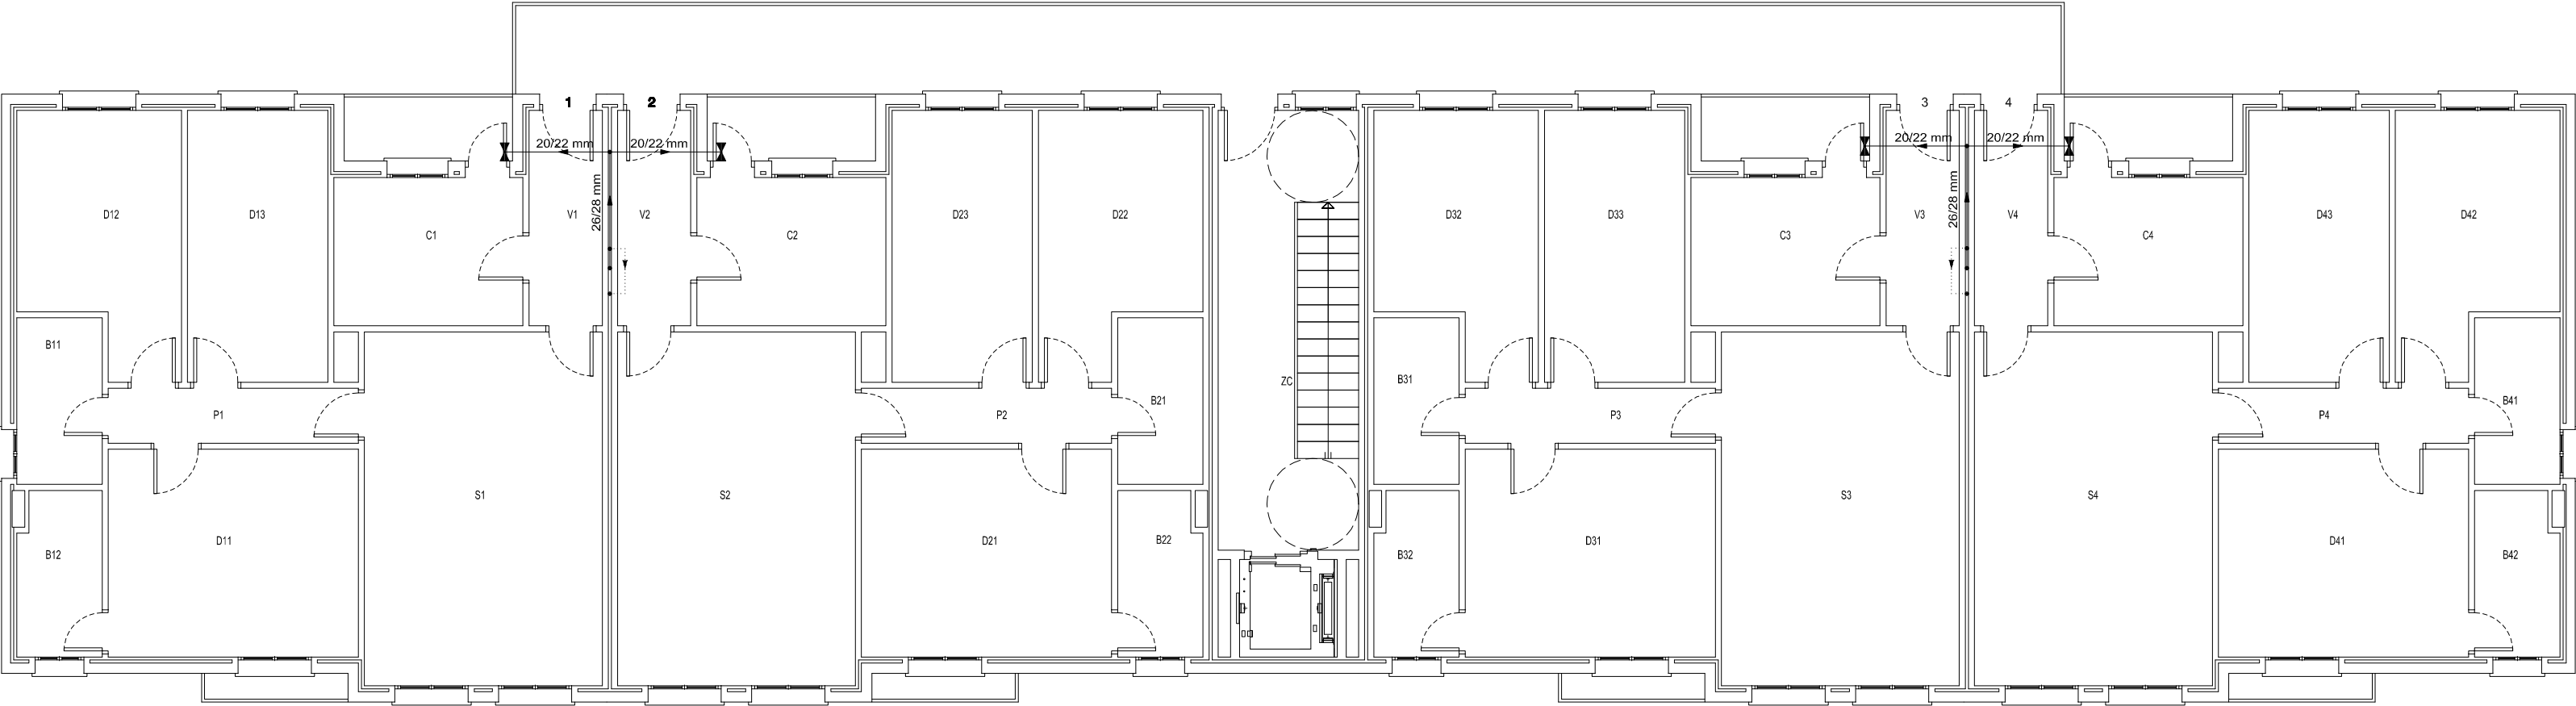 1
2
3
4
20/22 mm
20/22 mm
20/22 mm
20/22 mm
26/28 mm
26/28 mm
D12
D13
V1
V2
D23
D22
D32
D33
V3
V4
D43
D42
C1
C2
C3
C4
B11
ZC
B31
B21
B41
P1
P2
P3
P4
S1
S2
S3
S4
D11
D21
B22
D31
D41
B12
B32
B42